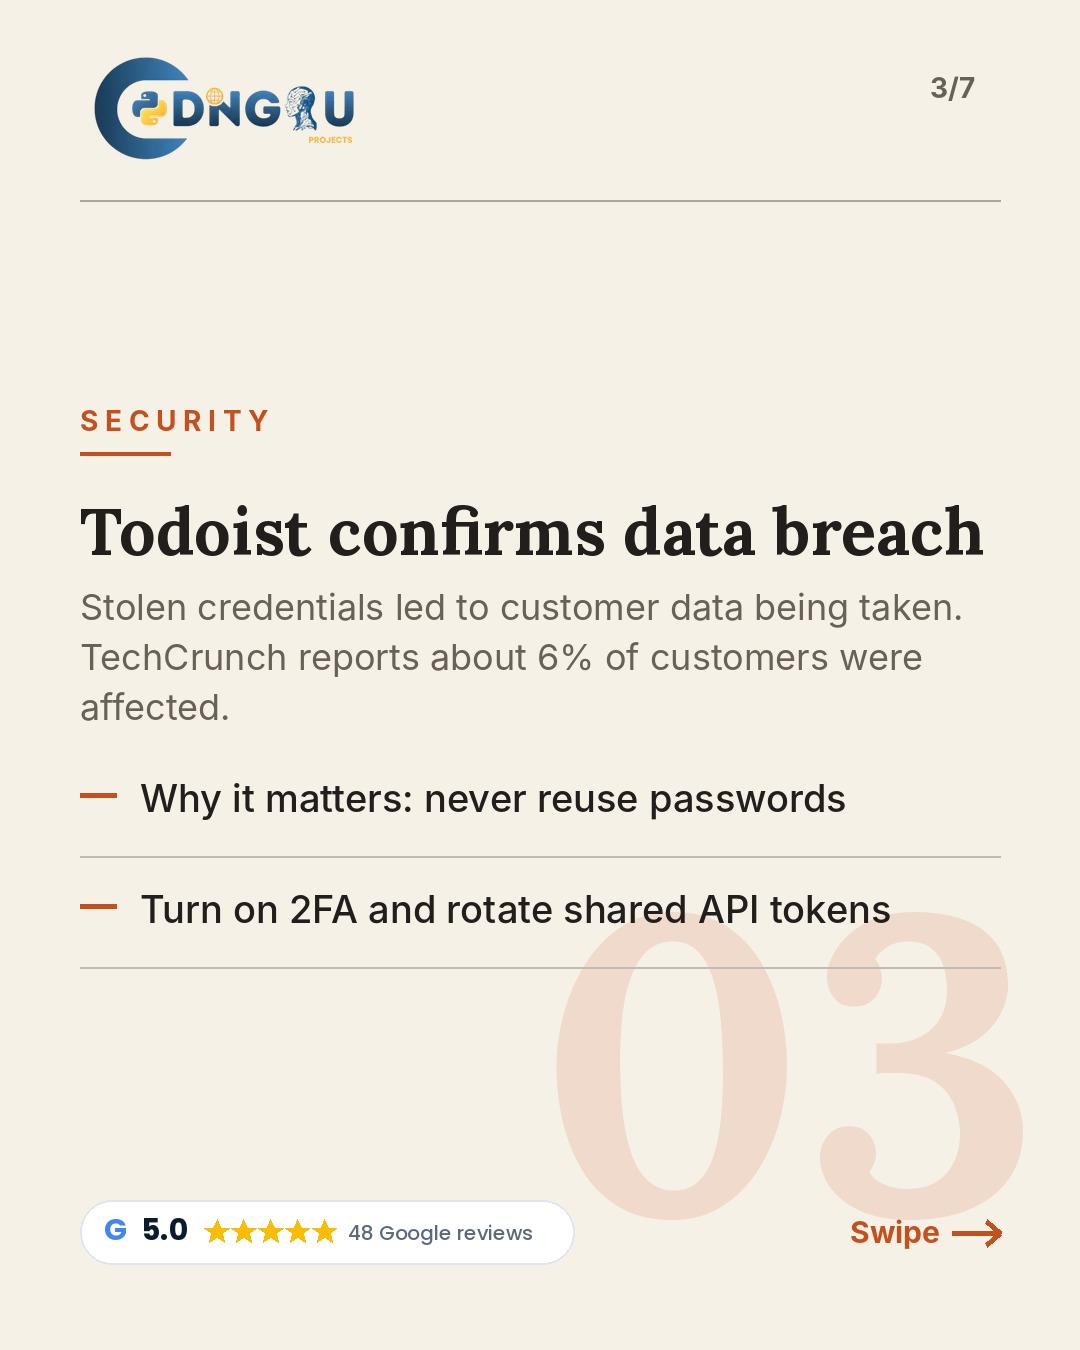 CDNGRU
PROJECTS
3/7
SECURITY
Todoist confirms data breach
Stolen credentials led to customer data being taken.
TechCrunch reports about 6% of customers were
affected.
Why it matters: never reuse passwords
Turn on 2FA and rotate shared API tokens
03
G 5.0 ★★★★★ 48 Google reviews
Swipe →